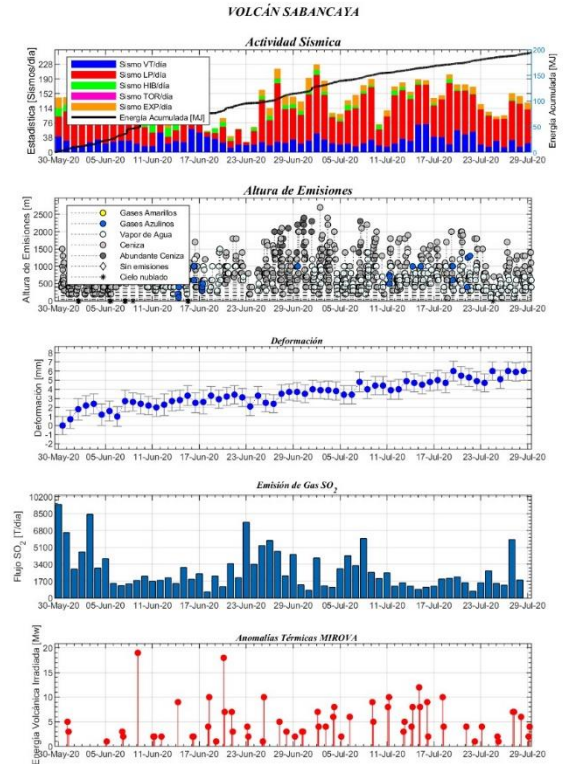 VOLCÁN SABANCAYA
Actividad Sísmica
Estadística [Sismos/día]
228
190
152
114
76
38
0
Sismo VT/día
Sismo LP/día
Sismo HIB/día
Sismo TOR/día
Sismo EXP/día
Energía Acumulada [MJ]
200
150
100
50
0
Energía Acumulada [MJ]
30-May-20 05-Jun-20 11-Jun-20 17-Jun-20 23-Jun-20 29-Jun-20 05-Jul-20 11-Jul-20 17-Jul-20 23-Jul-20 29-Jul-20
Altura de Emisiones
Altura de Emisiones [m]
2500
2000
1500
1000
500
0
Gases Amarillos
Gases Azulinos
Vapor de Agua
Ceniza
Abundante Ceniza
Sin emisiones
Cielo nublado
30-May-20 05-Jun-20 11-Jun-20 17-Jun-20 23-Jun-20 29-Jun-20 05-Jul-20 11-Jul-20 17-Jul-20 23-Jul-20 29-Jul-20
Deformación
Deformación [mm]
8
7
6
5
4
3
2
1
0
-1
-2
30-May-20 05-Jun-20 11-Jun-20 17-Jun-20 23-Jun-20 29-Jun-20 05-Jul-20 11-Jul-20 17-Jul-20 23-Jul-20 29-Jul-20
Emisión de Gas SO2
Flujo SO2 [T/día]
10200
8500
6800
5100
3400
1700
0
30-May-20 05-Jun-20 11-Jun-20 17-Jun-20 23-Jun-20 29-Jun-20 05-Jul-20 11-Jul-20 17-Jul-20 23-Jul-20 29-Jul-20
Anomalías Térmicas MIROVA
Energía Volcánica Irradiada [Mw]
20
15
10
5
0
30-May-20 05-Jun-20 11-Jun-20 17-Jun-20 23-Jun-20 29-Jun-20 05-Jul-20 11-Jul-20 17-Jul-20 23-Jul-20 29-Jul-20